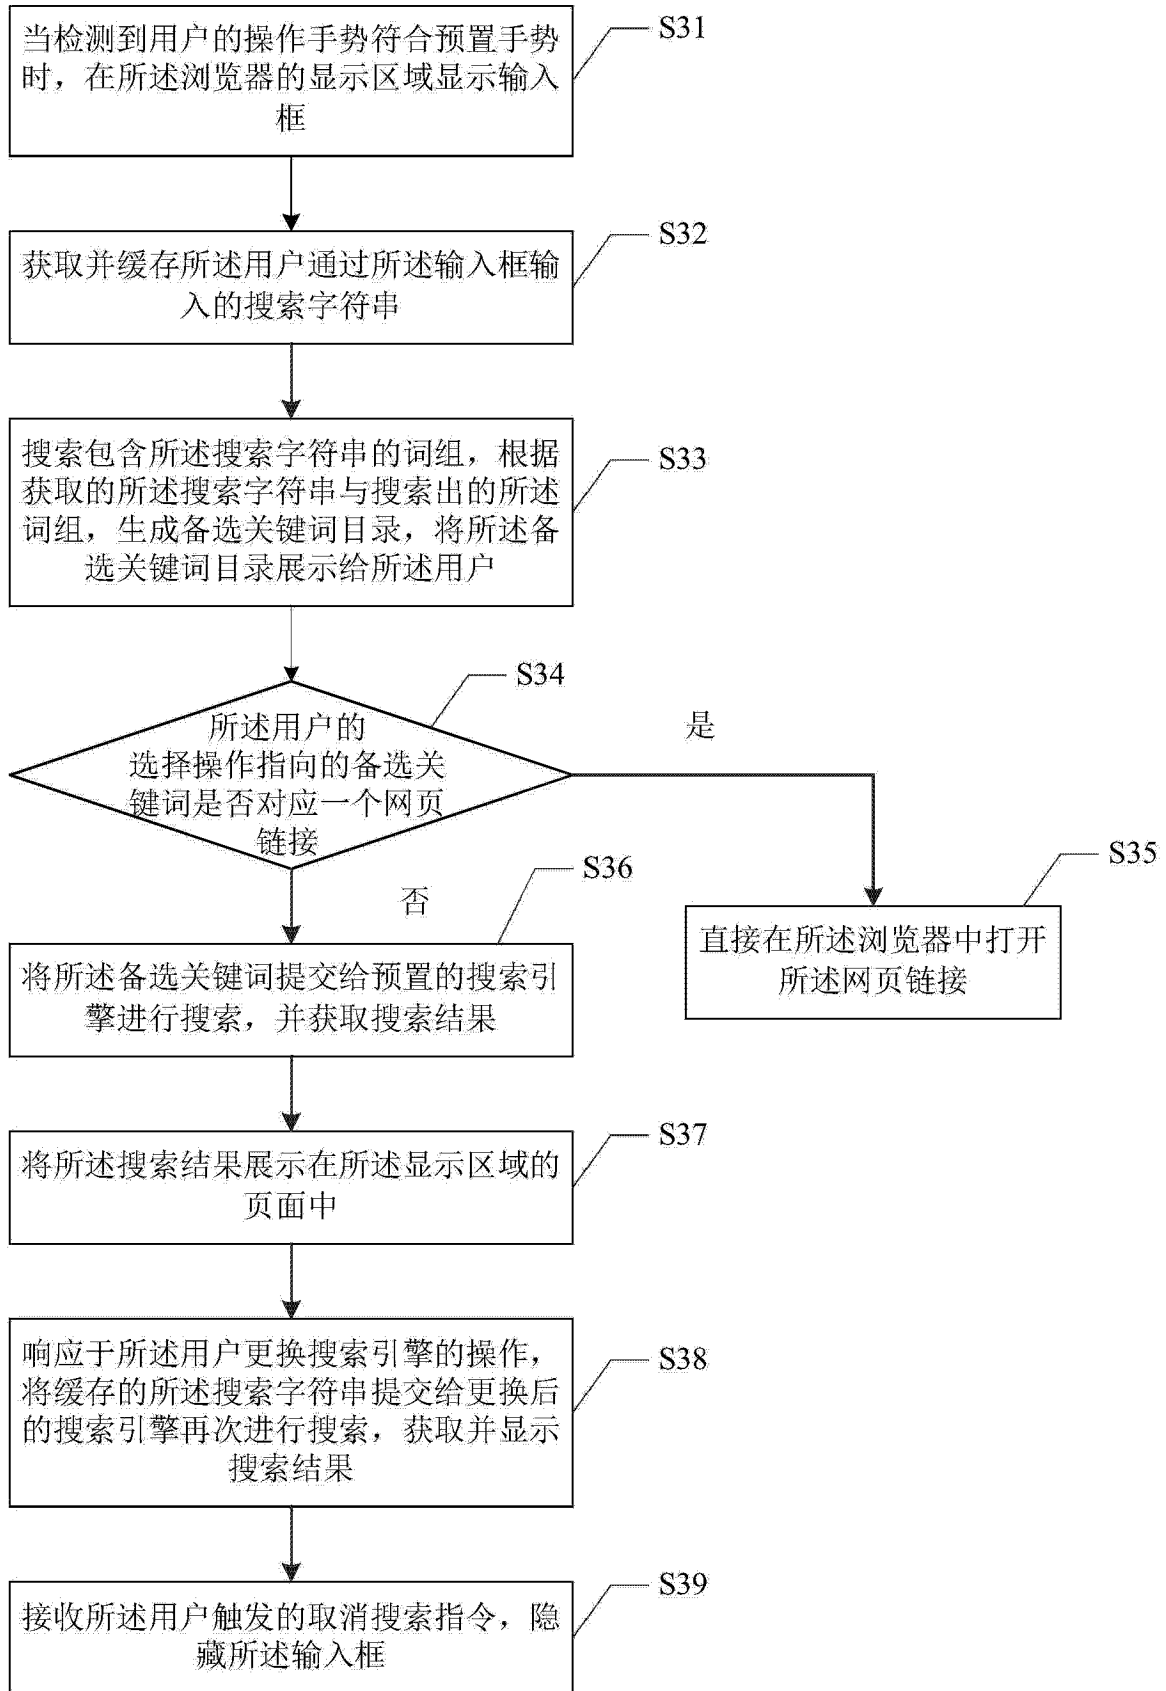 当检测到用户的操作手势符合预置手势
时，在所述浏览器的显示区域显示输入
框
S31
获取并缓存所述用户通过所述输入框输
入的搜索字符串
S32
搜索包含所述搜索字符串的词组，根据
获取的所述搜索字符串与搜索出的所述
词组，生成备选关键词目录，将所述备
选关键词目录展示给所述用户
S33
所述用户的
选择操作指向的备选关
键词是否对应一个网页
链接
S34
是
直接在所述浏览器中打开
所述网页链接
S35
否
将所述备选关键词提交给预置的搜索引
擎进行搜索，并获取搜索结果
S36
将所述搜索结果展示在所述显示区域的
页面中
S37
响应于所述用户更换搜索引擎的操作，
将缓存的所述搜索字符串提交给更换后
的搜索引擎再次进行搜索，获取并显示
搜索结果
S38
接收所述用户触发的取消搜索指令，隐
藏所述输入框
S39